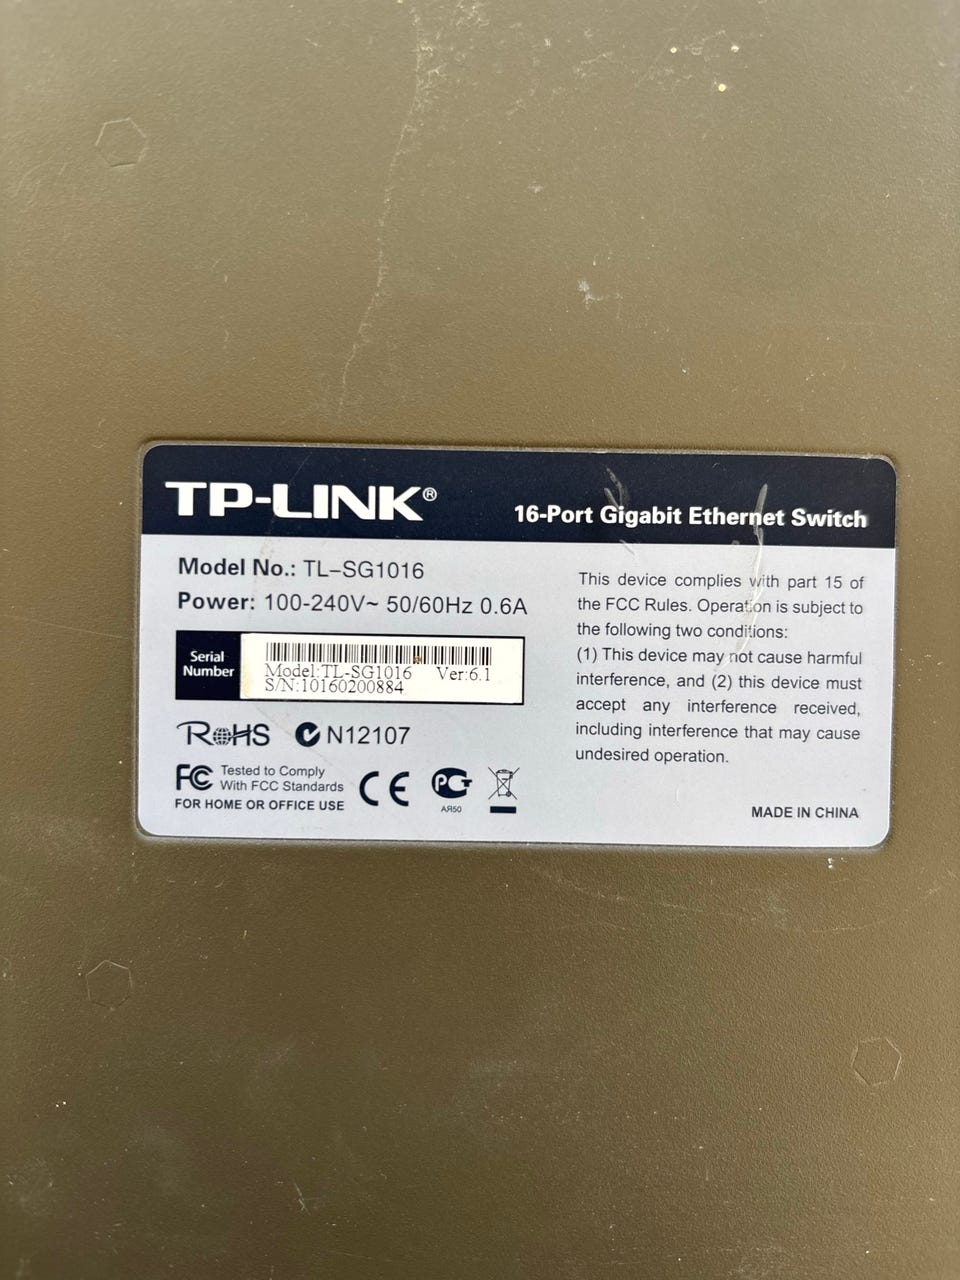 TP-LINK®
16-Port Gigabit Ethernet Switch
Model No.: TL-SG1016
Power: 100-240V~ 50/60Hz 0.6A
Serial
Number
Model:TL-SG1016 Ver:6.1
S/N:10160200884
RoHS N12107
FC Tested to Comply
With FCC Standards
FOR HOME OR OFFICE USE
CE
РСТ
АЯ50
This device complies with part 15 of
the FCC Rules. Operation is subject to
the following two conditions:
(1) This device may not cause harmful
interference, and (2) this device must
accept any interference received,
including interference that may cause
undesired operation.
MADE IN CHINA